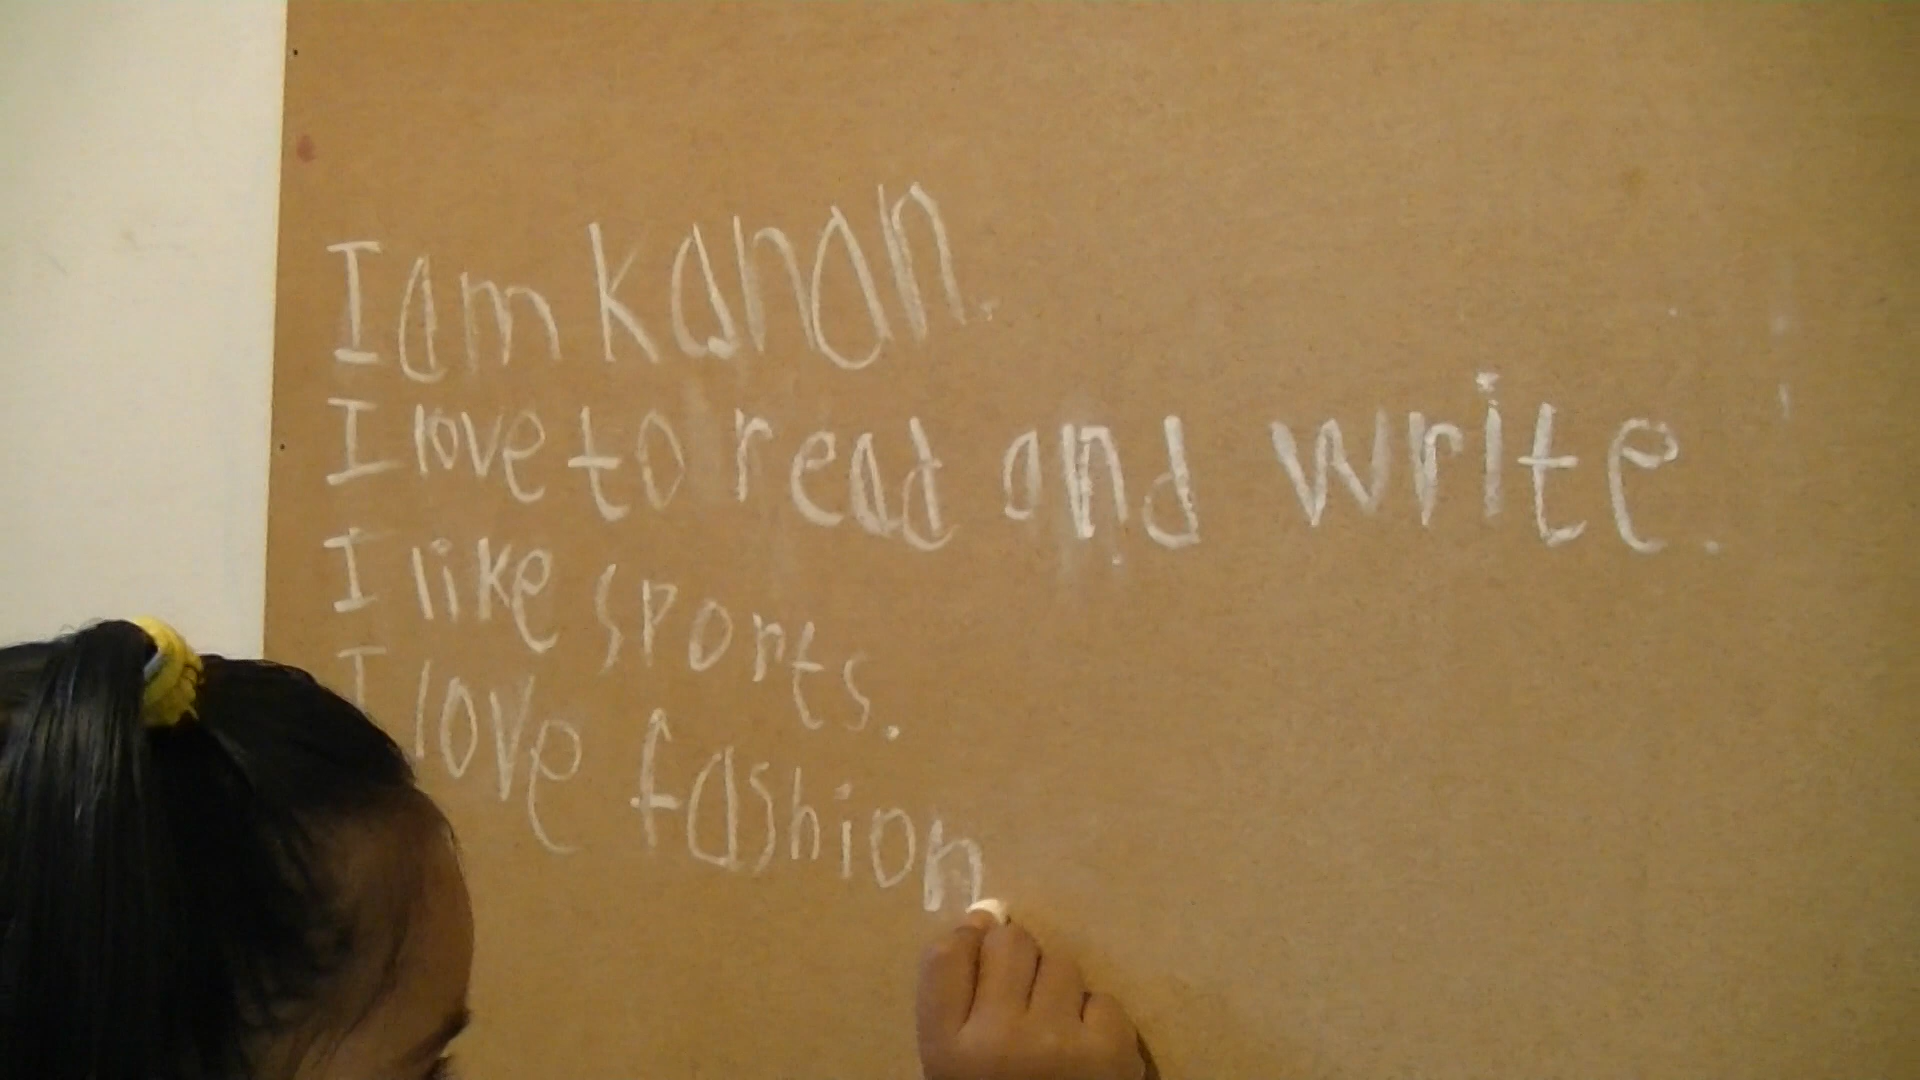 I am kanan.
I love to read and write.
I like sports.
I love fashion